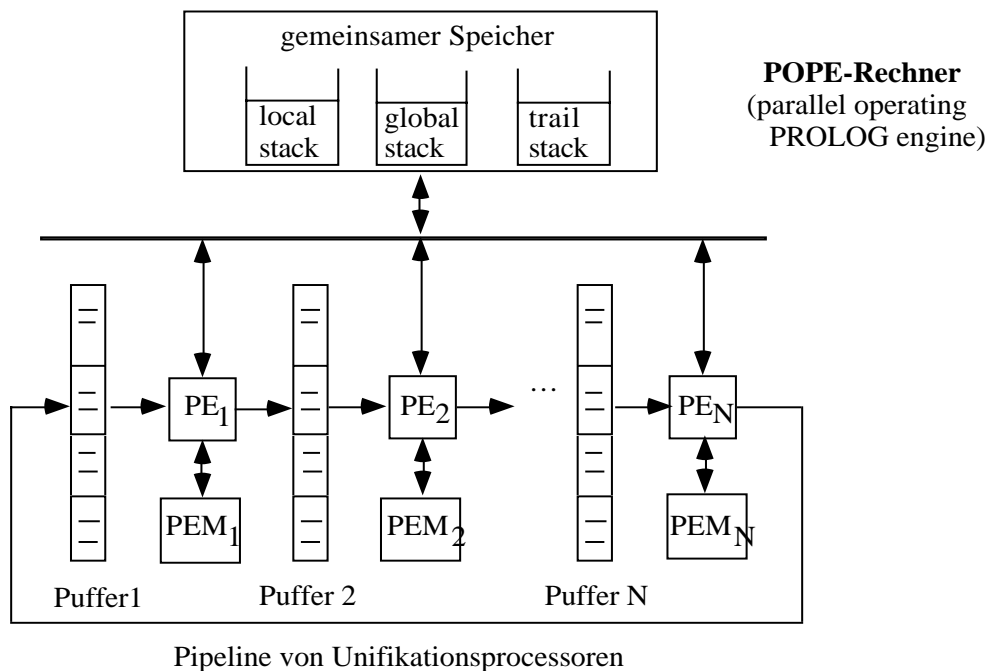 gemeinsamer Speicher
local
stack
global
stack
trail
stack
POPE-Rechner
(parallel operating
PROLOG engine)
PE1
PE2
...
PEN
PEM1
PEM2
PEMN
Puffer1
Puffer 2
Puffer N
Pipeline von Unifikationsprocessoren